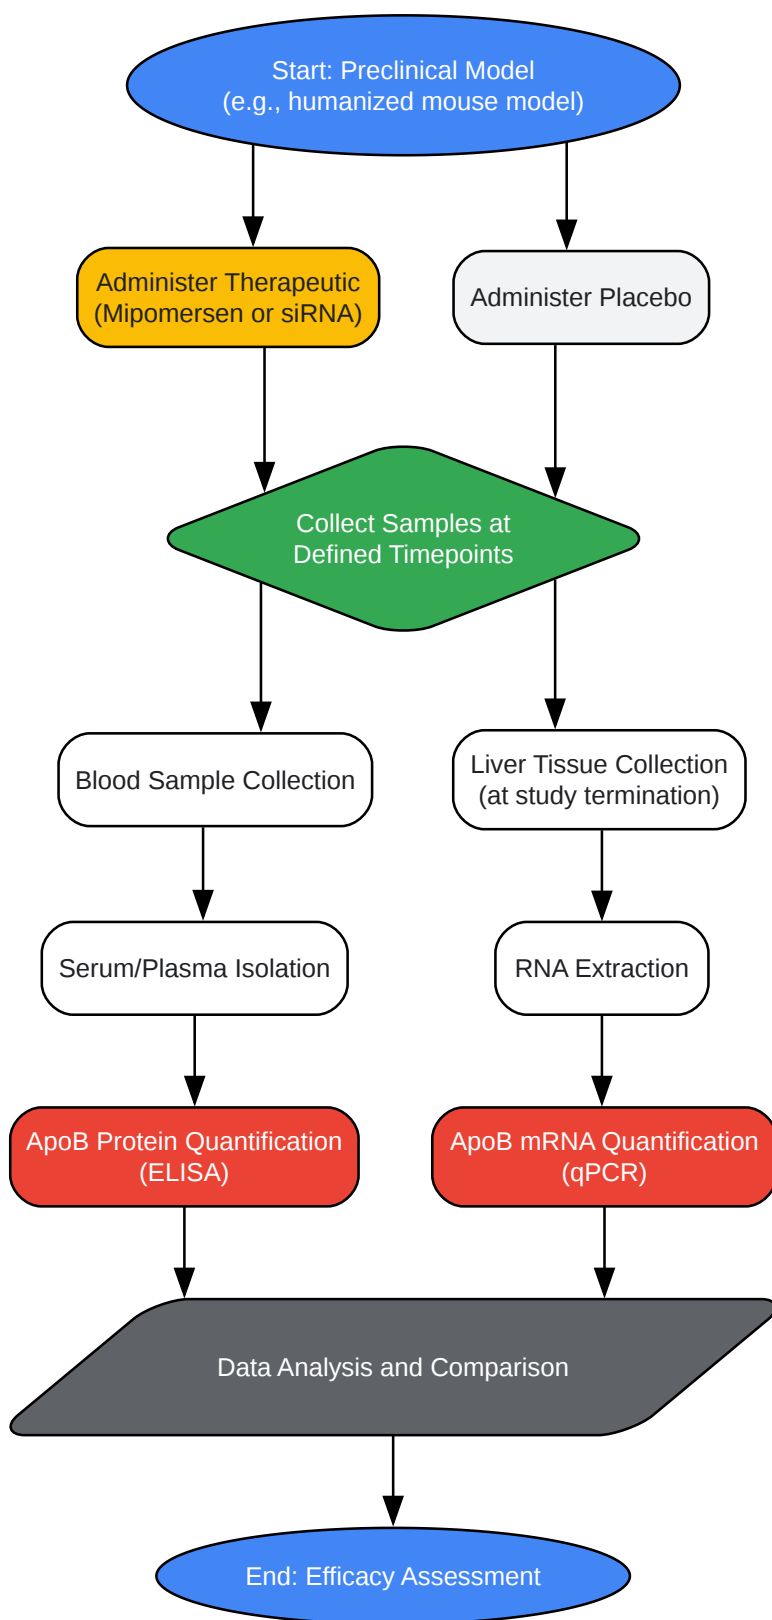 Start: Preclinical Model
(e.g., humanized mouse model)
Administer Therapeutic
(Mipomersen or siRNA)
Administer Placebo
Collect Samples at
Defined Timepoints
Blood Sample Collection
Liver Tissue Collection
(at study termination)
Serum/Plasma Isolation
RNA Extraction
ApoB Protein Quantification
(ELISA)
ApoB mRNA Quantification
(qPCR)
Data Analysis and Comparison
End: Efficacy Assessment